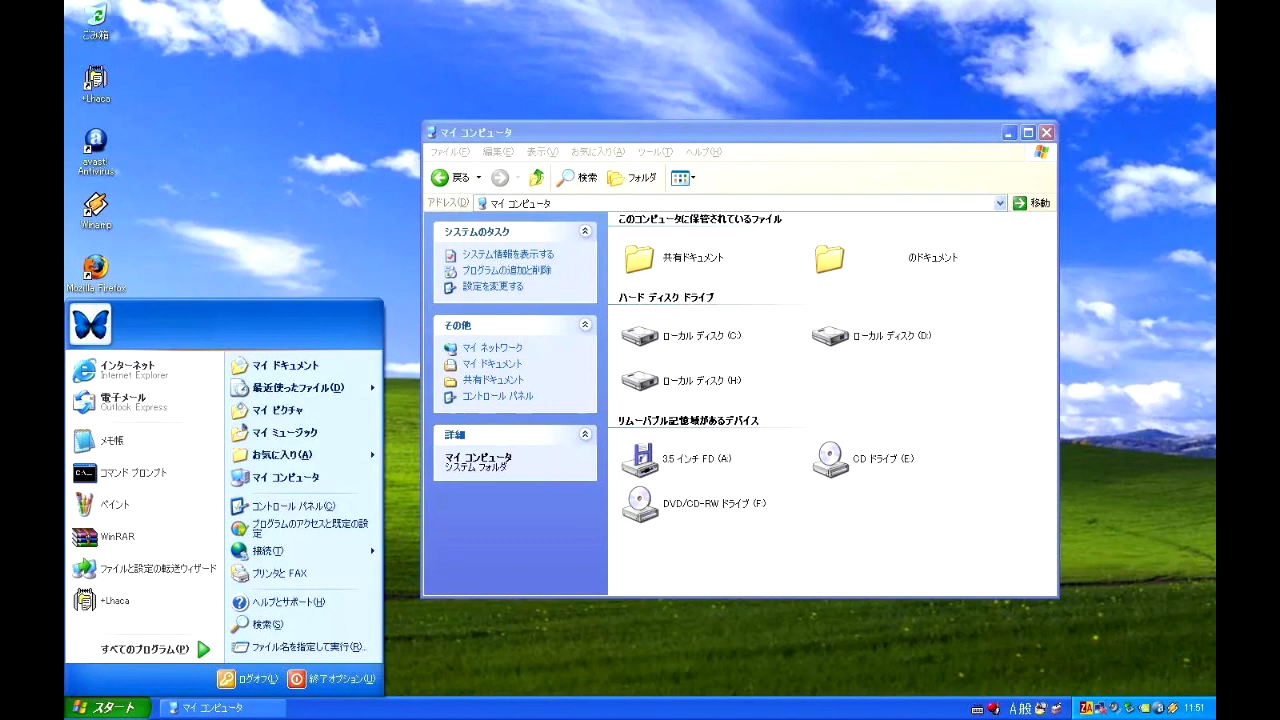 ごみ箱
+Lhaca
avast!
Antivirus
Winamp
Mozilla Firefox
マイ コンピュータ
ファイル(F) 編集(E) 表示(V) お気に入り(A) ツール(T) ヘルプ(H)
戻る 検索 フォルダ
アドレス(D) マイ コンピュータ 移動
システムのタスク
システム情報を表示する
プログラムの追加と削除
設定を変更する
その他
マイ ネットワーク
マイ ドキュメント
共有ドキュメント
コントロール パネル
詳細
マイ コンピュータ
システム フォルダ
このコンピュータに保管されているファイル
共有ドキュメント のドキュメント
ハード ディスク ドライブ
ローカル ディスク (C:) ローカル ディスク (D:)
ローカル ディスク (H:)
リムーバブル記憶域があるデバイス
3.5 インチ FD (A:) CD ドライブ (E:)
DVD/CD-RW ドライブ (F:)
インターネット
Internet Explorer
電子メール
Outlook Express
メモ帳
コマンド プロンプト
ペイント
WinRAR
ファイルと設定の転送ウィザード
+Lhaca
すべてのプログラム(P)
マイ ドキュメント
最近使ったファイル(D)
マイ ピクチャ
マイ ミュージック
お気に入り(A)
マイ コンピュータ
コントロール パネル(C)
プログラムのアクセスと既定の設
定
接続(T)
プリンタと FAX
ヘルプとサポート(H)
検索(S)
ファイル名を指定して実行(R)...
ログオフ(L) 終了オプション(U)
スタート マイ コンピュータ A 般 ZA 11:51